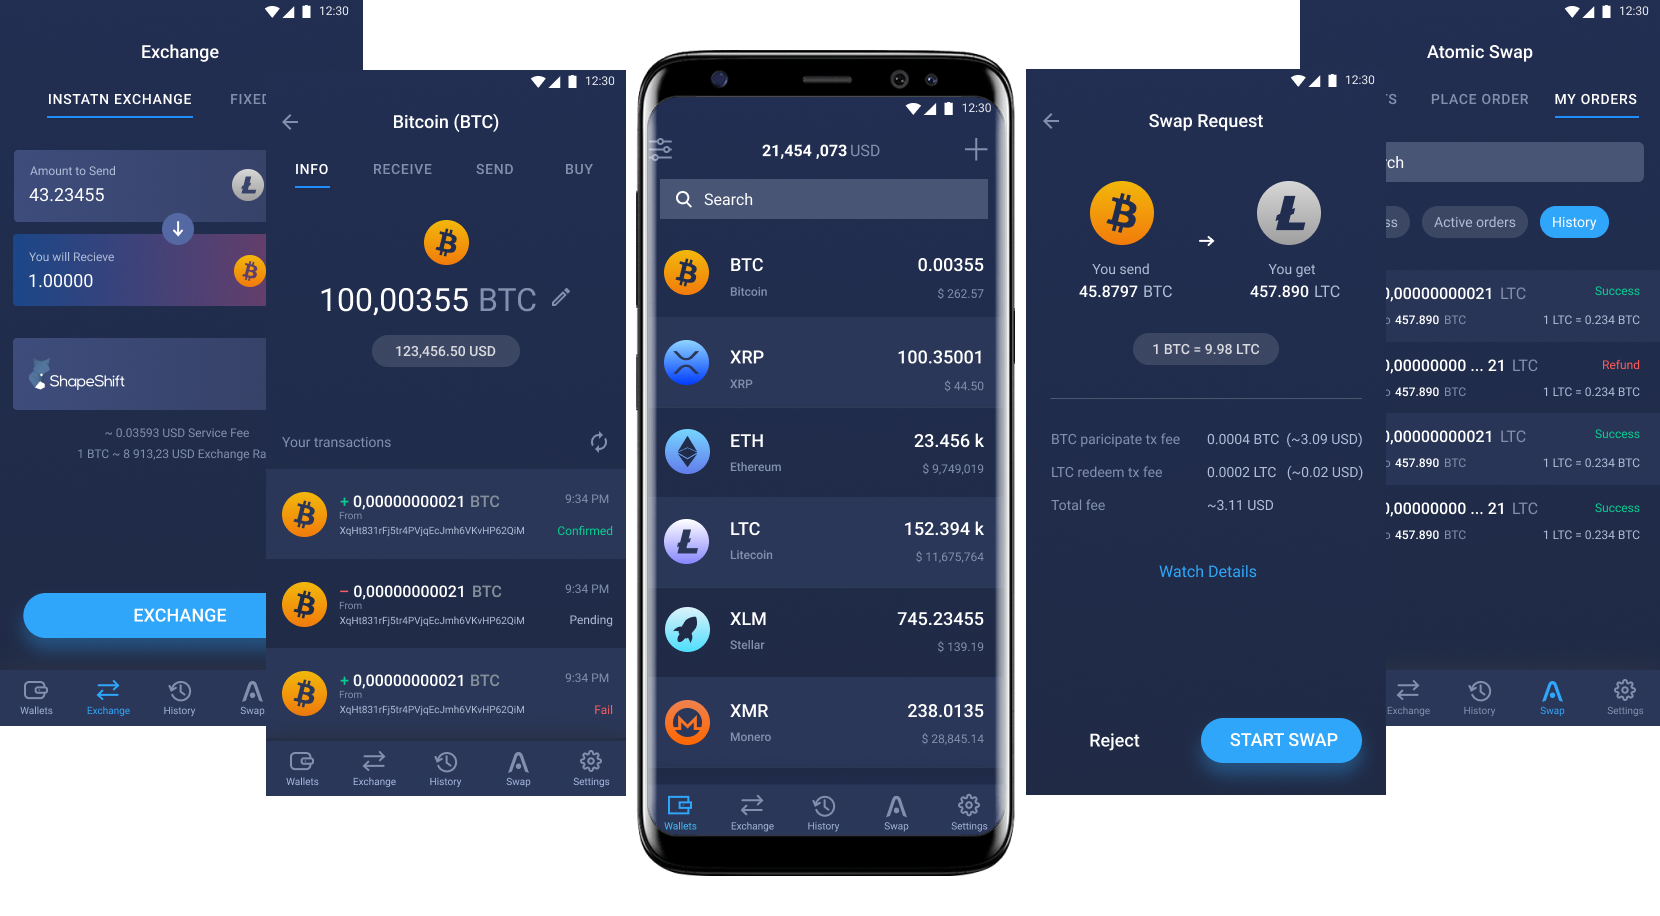 12:30
Exchange
INSTATN EXCHANGE
FIXED
Amount to Send
43.23455
You will Recieve
1.00000
ShapeShift
~ 0.03593 USD Service Fee
1 BTC ~ 8 913,23 USD Exchange Ra
EXCHANGE
Wallets Exchange History Swap
12:30
Bitcoin (BTC)
INFO RECEIVE SEND BUY
100,00355 BTC
123,456.50 USD
Your transactions
+ 0,00000000021 BTC 9:34 PM
From
XqHt831rFj5tr4PVjqEcJmh6VKvHP62QiM Confirmed
– 0,00000000021 BTC 9:34 PM
From
XqHt831rFj5tr4PVjqEcJmh6VKvHP62QiM Pending
+ 0,00000000021 BTC 9:34 PM
From
XqHt831rFj5tr4PVjqEcJmh6VKvHP62QiM Fail
Wallets Exchange History Swap Settings
12:30
21,454 ,073 USD
Search
BTC 0.00355
Bitcoin $ 262.57
XRP 100.35001
XRP $ 44.50
ETH 23.456 k
Ethereum $ 9,749,019
LTC 152.394 k
Litecoin $ 11,675,764
XLM 745.23455
Stellar $ 139.19
XMR 238.0135
Monero $ 28,845.14
Wallets Exchange History Swap Settings
12:30
Swap Request
You send You get
45.8797 BTC 457.890 LTC
1 BTC = 9.98 LTC
BTC paricipate tx fee 0.0004 BTC (~3.09 USD)
LTC redeem tx fee 0.0002 LTC (~0.02 USD)
Total fee ~3.11 USD
Watch Details
Reject START SWAP
12:30
Atomic Swap
TS PLACE ORDER MY ORDERS
rch
ss Active orders History
0,00000000021 LTC Success
o 457.890 BTC 1 LTC = 0.234 BTC
0,00000000 ... 21 LTC Refund
o 457.890 BTC 1 LTC = 0.234 BTC
0,00000000021 LTC Success
o 457.890 BTC 1 LTC = 0.234 BTC
0,00000000 ... 21 LTC Success
o 457.890 BTC 1 LTC = 0.234 BTC
Exchange History Swap Settings